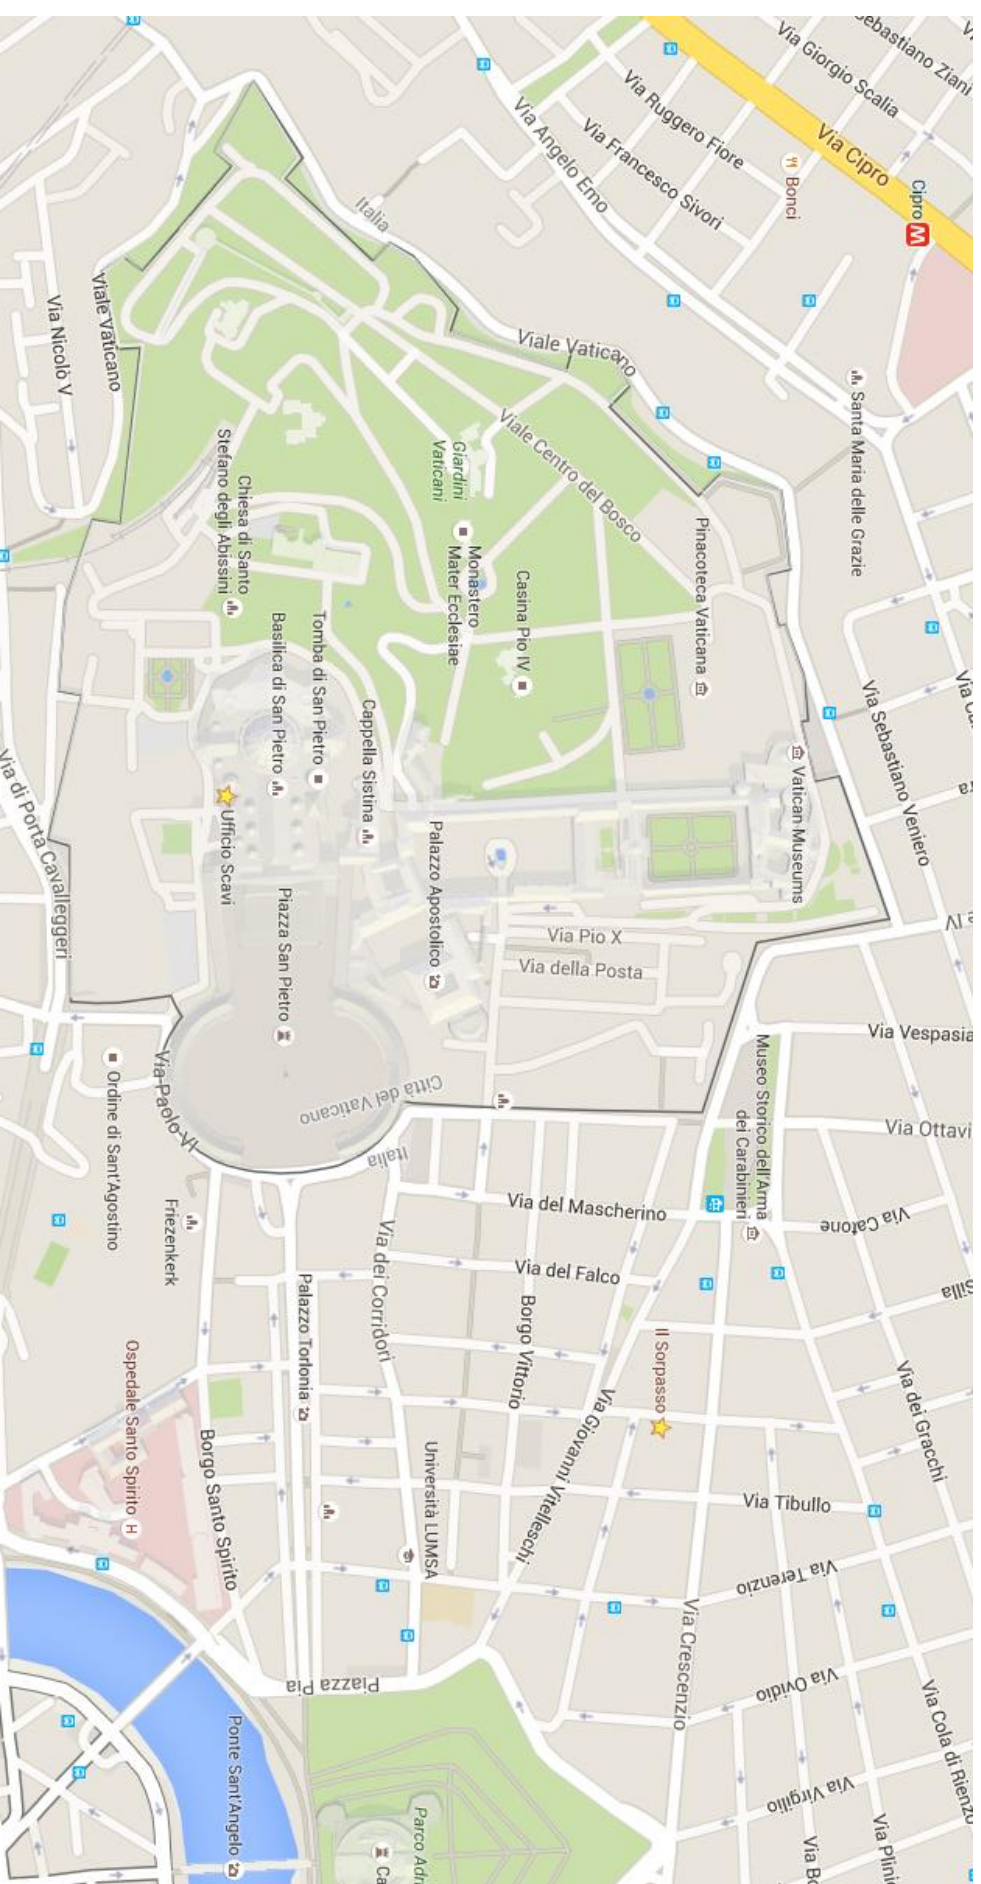 Sebastiano Ziani
Via Giorgio Scalia
Via Cipro
Via Ruggero Fiore
Via Francesco Sivori
Via Angelo Emo
Bonci
Cipro
M
Italia
Viale Vaticano
Via Nicolò V
Viale Vaticano
Santa Maria delle Grazie
Viale Centro del Bosco
Giardini
Vaticani
Monastero
Mater Ecclesiae
Casina Pio IV
Pinacoteca Vaticana
Chiesa di Santo
Stefano degli Abissini
Tomba di San Pietro
Basilica di San Pietro
Cappella Sistina
Ufficio Scavi
Palazzo Apostolico
Piazza San Pietro
Vatican Museums
Via Sebastiano Veniero
Via di Porta Cavalleggeri
Via Pio X
Via della Posta
Via Vespasia
Via Ottavi
Museo Storico dell'Arma
dei Carabinieri
Città del Vaticano
Italia
Via Paolo VI
Ordine di Sant'Agostino
Friezenkerk
Via del Mascherino
Via Catone
Silla
Via del Falco
Via dei Corridori
Borgo Vittorio
Palazzo Torlonia
Il Sorpasso
Via Giovanni Vitelleschi
Via dei Gracchi
Ospedale Santo Spirito
H
Borgo Santo Spirito
Università LUMSA
Via Tibullo
Via Terenzio
Via Crescenzio
Via Ovidio
Via Cola di Rienzo
Piazza Pia
Via Virgilio
Via Plini
Via Bo
Ponte Sant'Angelo
Parco Adr
Ca